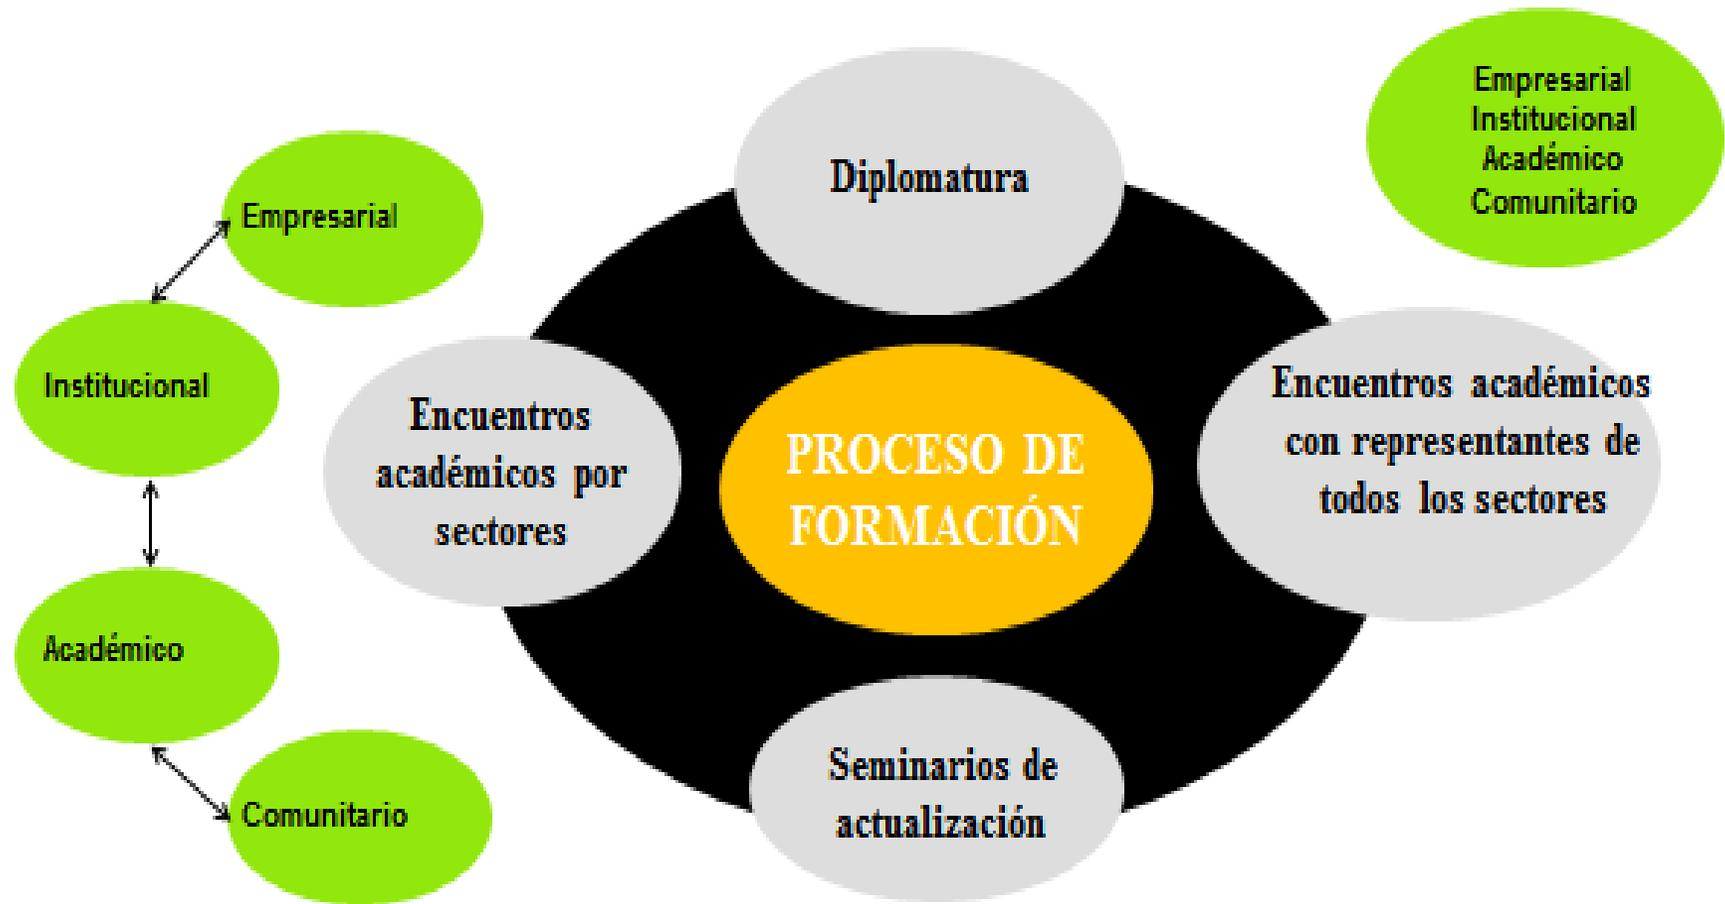 Empresarial
Institucional
Académico
Comunitario
Diplomatura
Empresarial
Institucional
Académico
Comunitario
Encuentros
académicos por
sectores
PROCESO DE
FORMACIÓN
Encuentros académicos
con representantes de
todos los sectores
Seminarios de
actualización